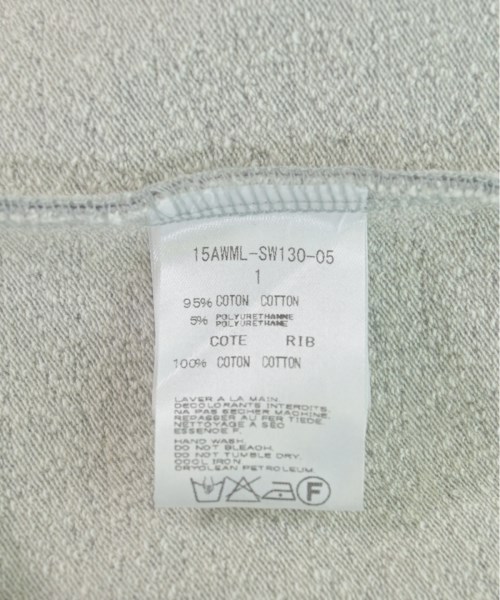 15AWML-SW130-05
1
95% COTON COTTON
5% POLYURETHANNE POLYURETHANE
COTE RIB
100% COTON COTTON
LAVER A LA MAIN.
DECOLORANTS INTERDITS.
NA PAS SECHER MACHINE.
REPASSER AU FER TIEDE.
NETTOYAGE A SEC
ESSENCE F.
HAND WASH.
DO NOT BLEACH.
DO NOT TUMBLE DRY.
COOL IRON.
DRYCLEAN PETROLEUM.
F